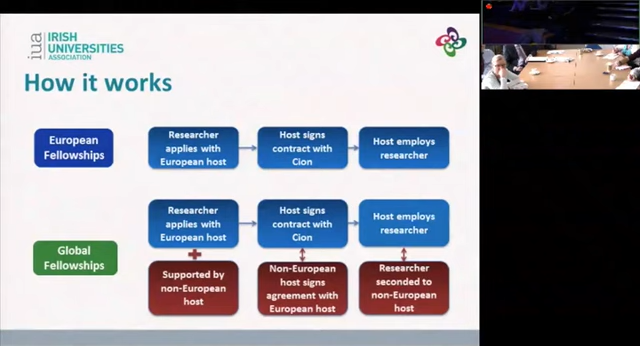 iua
IRISH
UNIVERSITIES
ASSOCIATION
How it works
European
Fellowships
Researcher
applies with
European host
Host signs
contract with
Cion
Host employs
researcher
Global
Fellowships
Researcher
applies with
European host
Host signs
contract with
Cion
Host employs
researcher
Supported by
non-European
host
Non-European
host signs
agreement with
European host
Researcher
seconded to
non-European
host